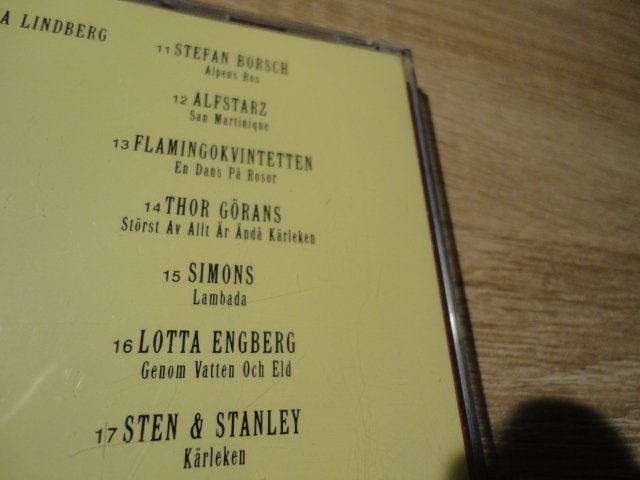 A LINDBERG
11 STEFAN BORSCH
Alpens Ros
12 ALFSTARZ
San Martinique
13 FLAMINGOKVINTETTEN
En Dans På Rosor
14 THOR GÖRANS
Störst Av Allt Är Ändå Kärleken
15 SIMONS
Lambada
16 LOTTA ENGBERG
Genom Vatten Och Eld
17 STEN & STANLEY
Kärleken